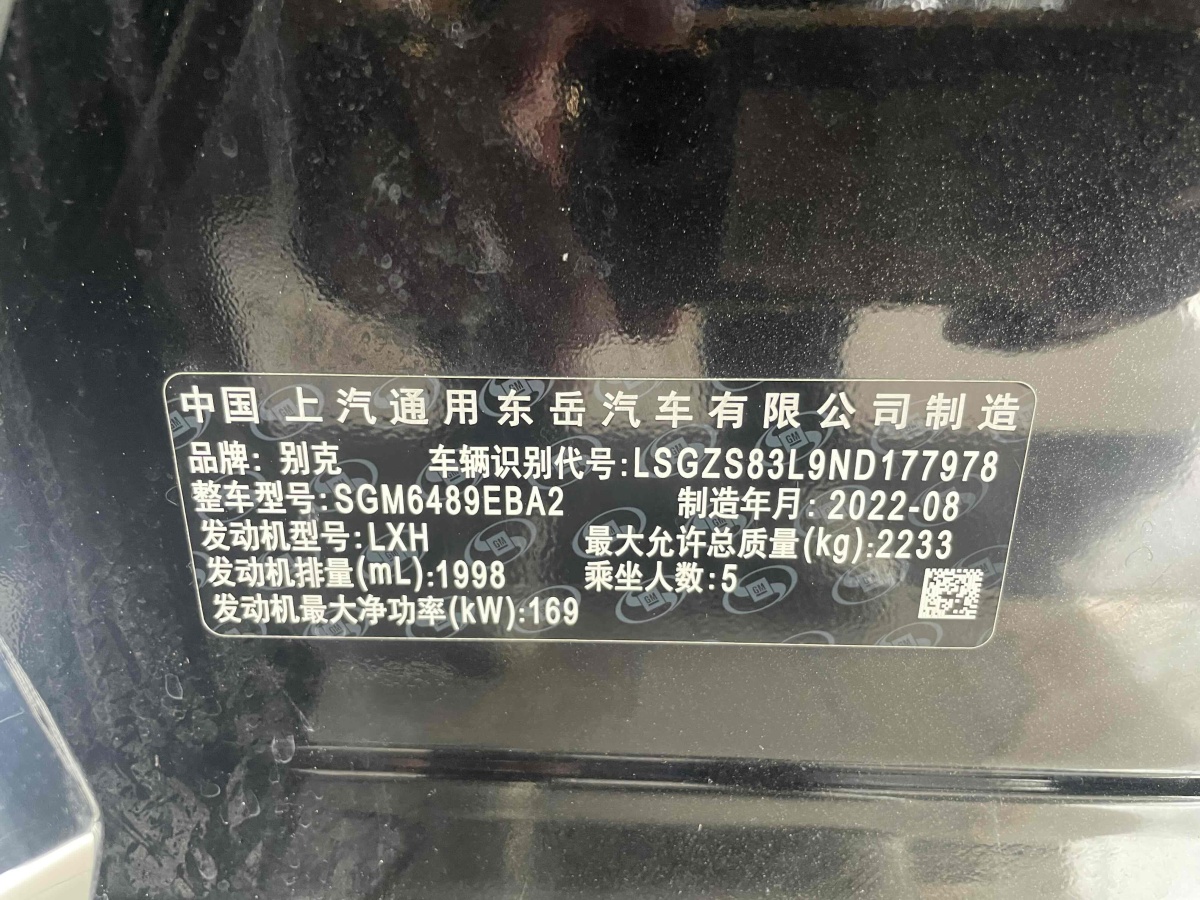 中国 上汽通用东岳汽车有限公司制造
品牌: 别克 车辆识别代号:LSGZS83L9ND177978
整车型号:SGM6489EBA2 制造年月: 2022-08
发动机型号:LXH 最大允许总质量(kg):2233
发动机排量(mL):1998 乘坐人数:5
发动机最大净功率(kW):169